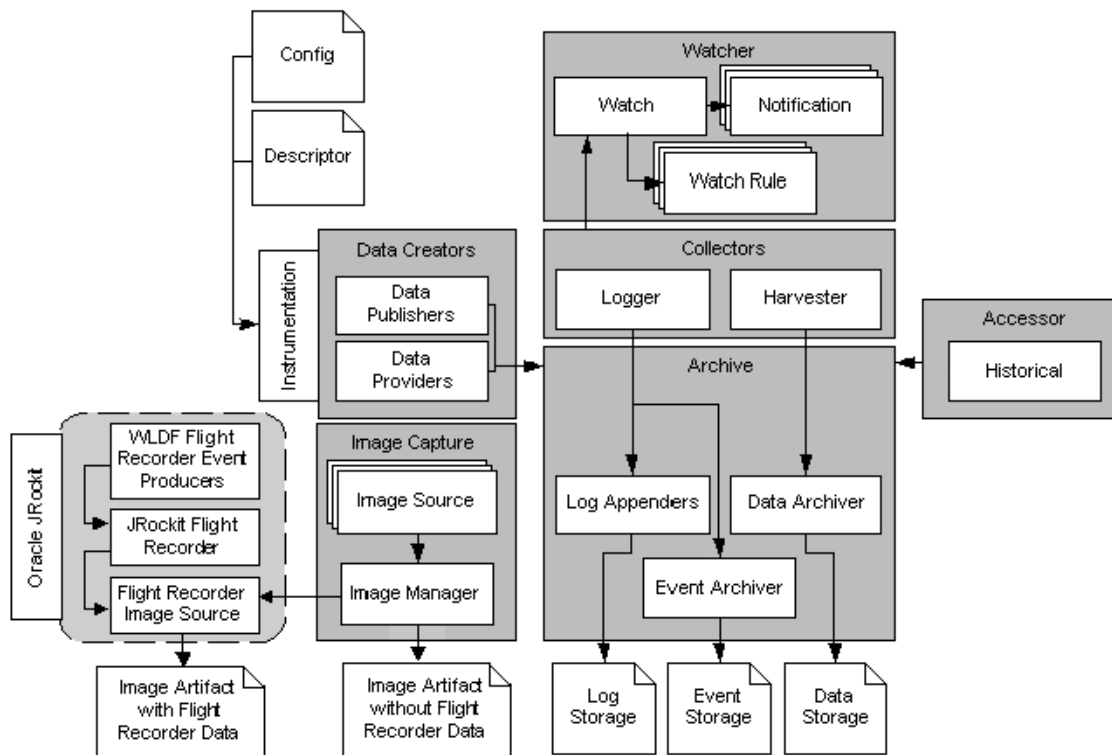 Config
Descriptor
Watcher
Watch
Notification
Watch Rule
Instrumentation
Data Creators
Data
Publishers
Data
Providers
Collectors
Logger
Harvester
Accessor
Historical
Archive
Log Appenders
Data Archiver
Event Archiver
Oracle JRockit
WLDF Flight
Recorder Event
Producers
JRockit Flight
Recorder
Flight Recorder
Image Source
Image Capture
Image Source
Image Manager
Image Artifact
with Flight
Recorder Data
Image Artifact
without Flight
Recorder Data
Log
Storage
Event
Storage
Data
Storage